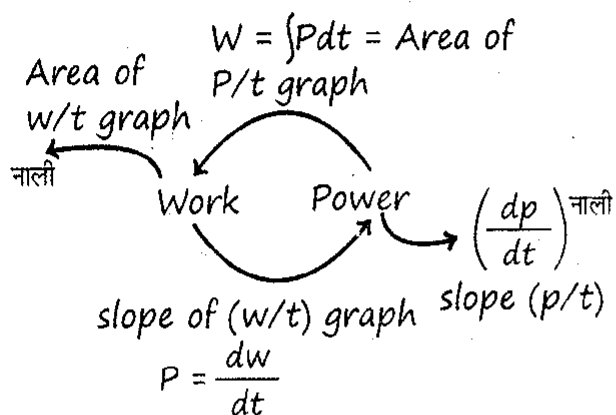 W = ∫Pdt = Area of
P/t graph
Area of
w/t graph
नाली
Work
Power
(dp/dt) नाली
slope (p/t)
slope of (w/t) graph
P = dw/dt